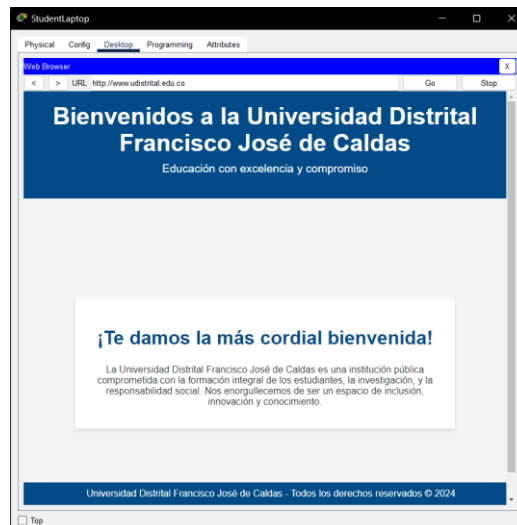 StudentLaptop
Physical Config Desktop Programming Attributes
Web Browser X
< > URL http://www.udistrital.edu.co Go Stop
Bienvenidos a la Universidad Distrital
Francisco José de Caldas
Educación con excelencia y compromiso
¡Te damos la más cordial bienvenida!
La Universidad Distrital Francisco José de Caldas es una institución pública
comprometida con la formación integral de los estudiantes, la investigación, y la
responsabilidad social. Nos enorgullecemos de ser un espacio de inclusión,
innovación y conocimiento.
Universidad Distrital Francisco José de Caldas - Todos los derechos reservados © 2024
Top